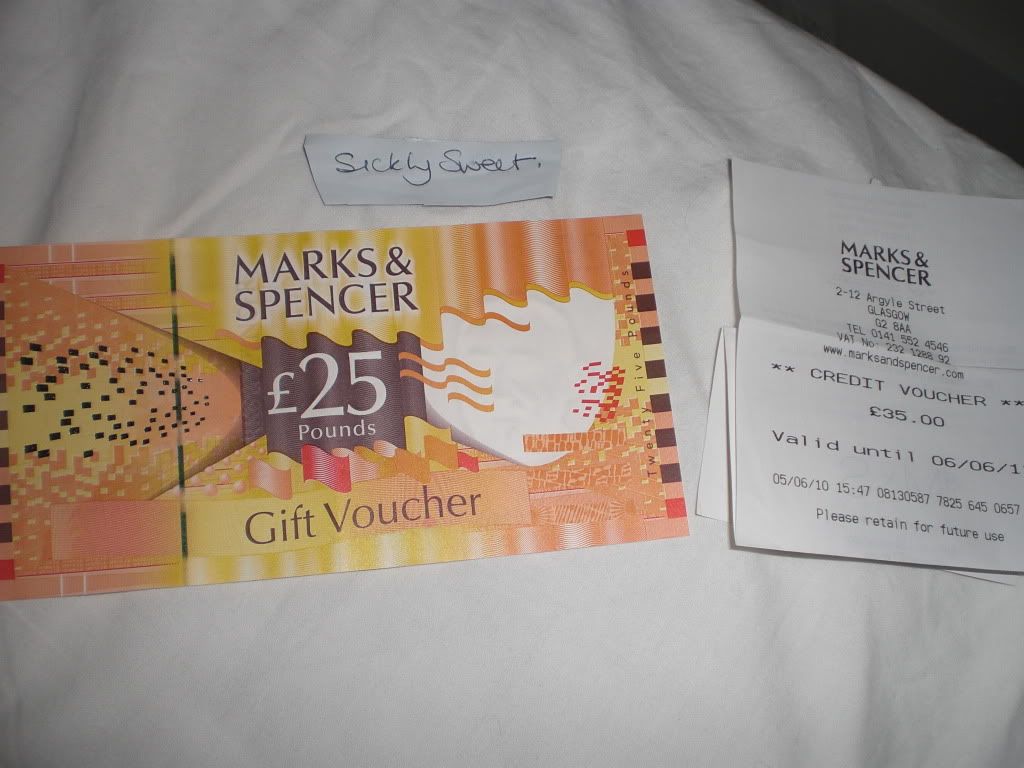 Sickly Sweet.
MARKS &
SPENCER
£25
Pounds
Gift Voucher
Twenty Five Pounds
MARKS &
SPENCER
2-12 Argyle Street
GLASGOW
G2 8AA
TEL 0141 552 4546
VAT No: 232 1288 92
www.marksandspencer.com
** CREDIT VOUCHER **
£35.00
Valid until 06/06/1
05/06/10 15:47 08130587 7825 645 0657
Please retain for future use